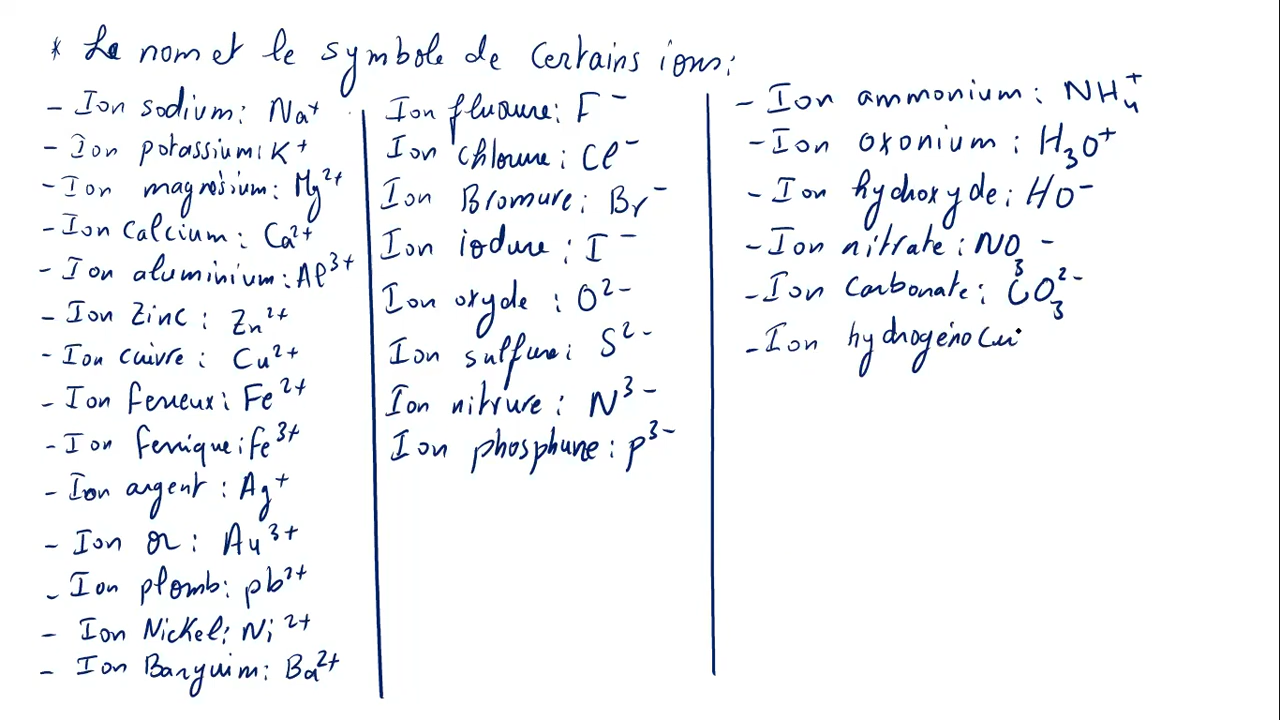 * Le nom et le symbole de certains ions:
- Ion sodium: Na⁺
- Ion potassium: K⁺
- Ion magnésium: Mg²⁺
- Ion Calcium: Ca²⁺
- Ion aluminium: Al³⁺
- Ion Zinc: Zn²⁺
- Ion cuivre: Cu²⁺
- Ion ferreux: Fe²⁺
- Ion ferrique: fe³⁺
- Ion argent: Ag⁺
- Ion or: Au³⁺
- Ion plomb: pb²⁺
- Ion Nickel: Ni²⁺
- Ion Baryuim: Ba²⁺
Ion fluorure: F⁻
Ion chlorure: Cl⁻
Ion Bromure: Br⁻
Ion iodure: I⁻
Ion oxyde: O²⁻
Ion sulfure: S²⁻
Ion nitrure: N³⁻
Ion phosphure: p³⁻
- Ion ammonium: NH₄⁺
- Ion oxonium: H₃O⁺
- Ion hydroxyde: HO⁻
- Ion nitrate: NO₃⁻
- Ion Carbonate: CO₃²⁻
- Ion hydrogénocar